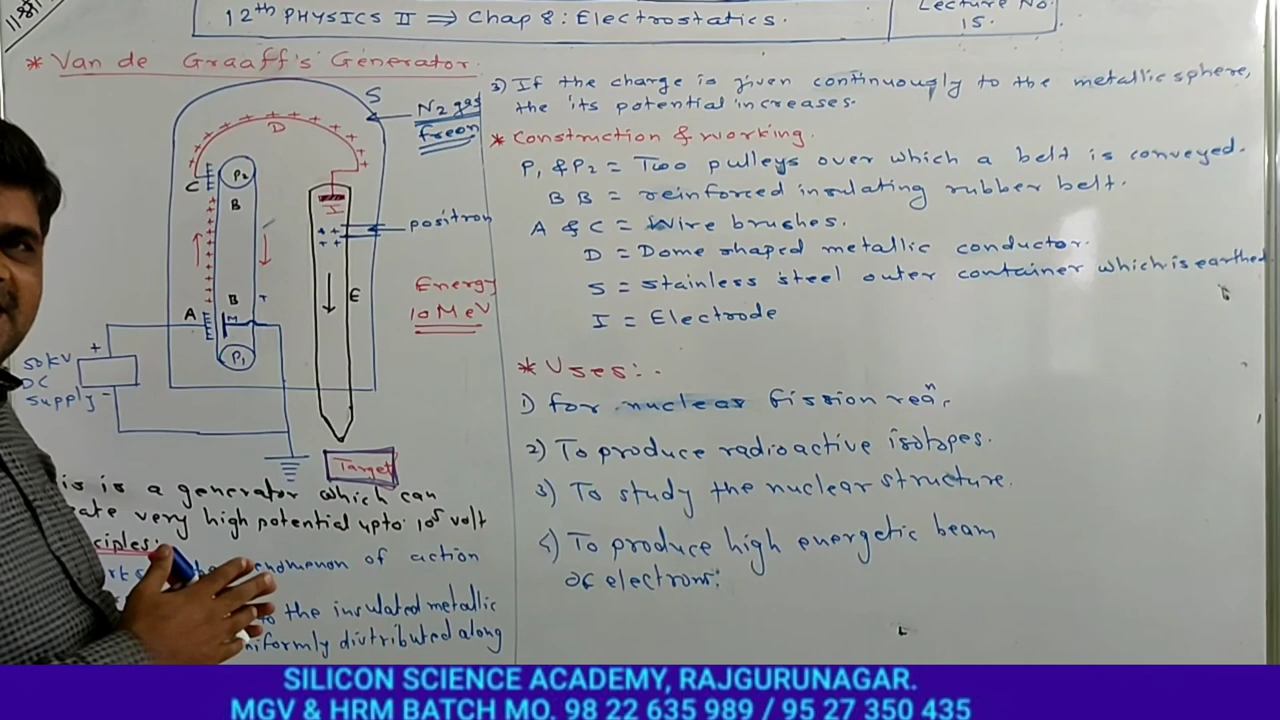 12th PHYSICS II ⇒ Chap 8: Electrostatics.
Lecture No.
15.
* Van de Graaff's Generator.
S
N2 gas
freon
D
C
P2
B
I
positron
Energy
10 MeV
E
B
A
M
P1
+
50kV
DC
supply -
Target
is is a generator which can
ate very high potential upto 10⁵ volt
ciples:
enomenon of action
to the insulated metallic
niformly distributed along
3) If the charge is given continuously to the metallic sphere,
the its potential increases.
* Construction & working.
P1 & P2 = Two pulleys over which a belt is conveyed.
B B = reinforced insulating rubber belt.
A & C = Wire brushes.
D = Dome shaped metallic conductor.
S = stainless steel outer container which is earthed.
I = Electrode
* Uses:-
1) for nuclear fission reaⁿ.
2) To produce radioactive isotopes.
3) To study the nuclear structure.
4) To produce high energetic beam
of electrons.
SILICON SCIENCE ACADEMY, RAJGURUNAGAR.
MGV & HRM BATCH MO. 98 22 635 989 / 95 27 350 435